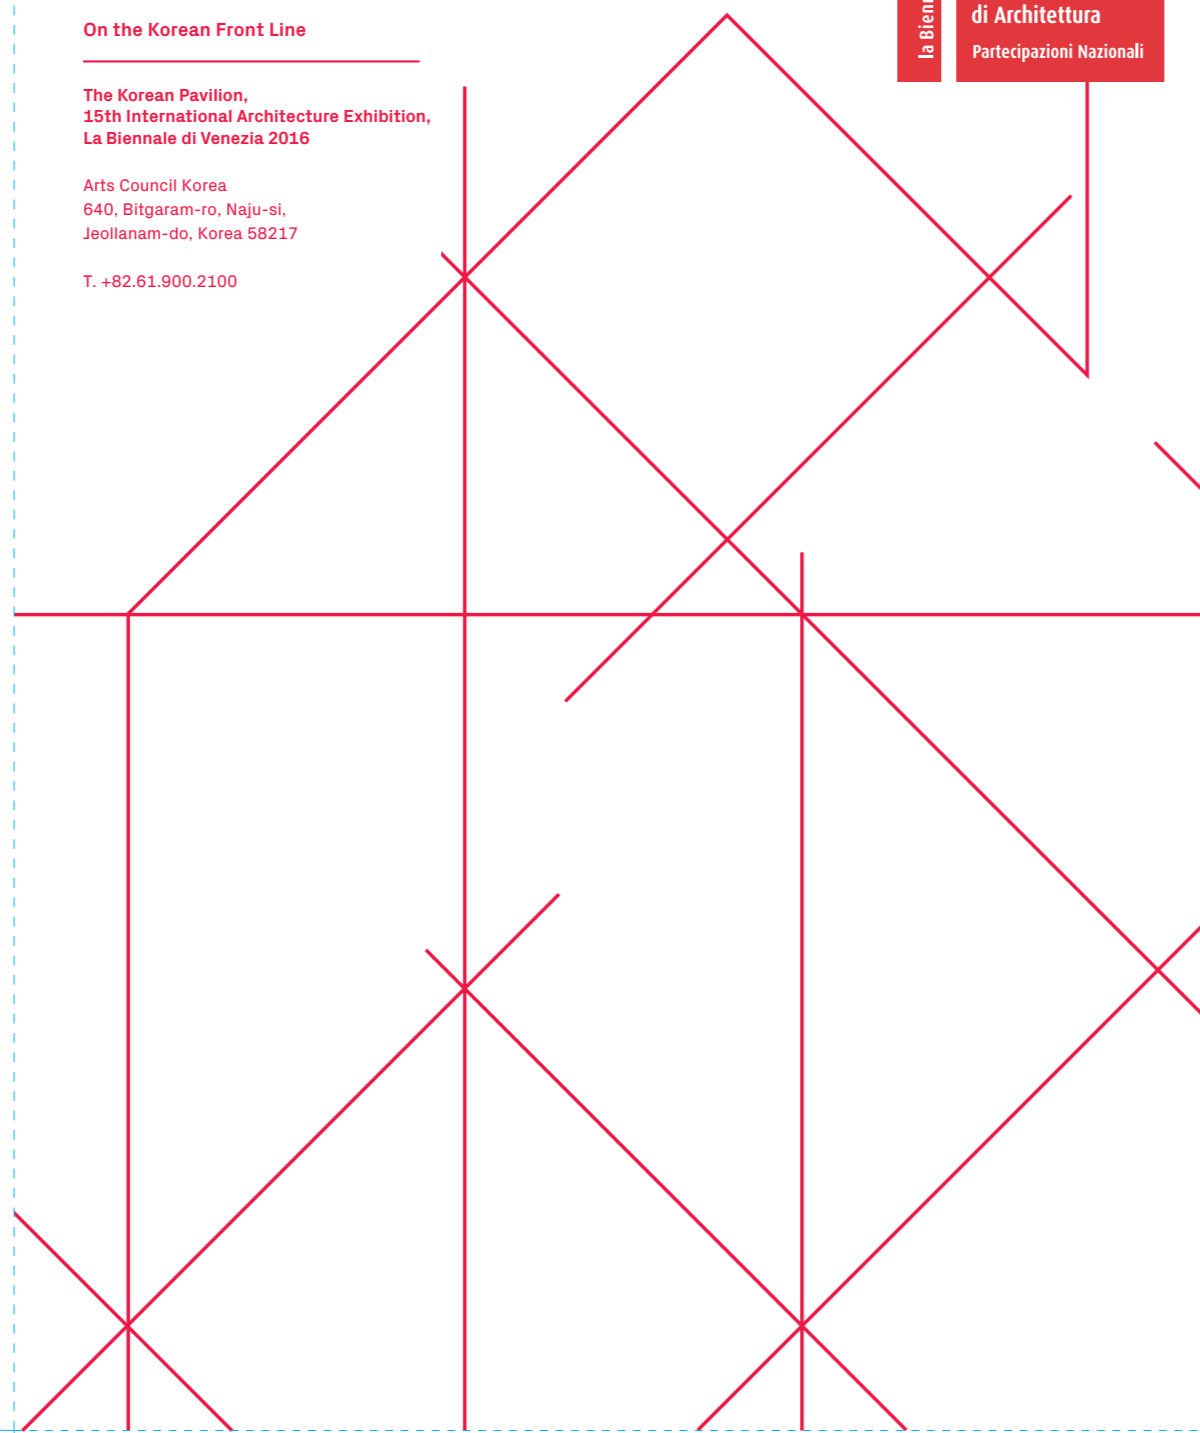 On the Korean Front Line
The Korean Pavilion,
15th International Architecture Exhibition,
La Biennale di Venezia 2016
Arts Council Korea
640, Bitgaram-ro, Naju-si,
Jeollanam-do, Korea 58217
T. +82.61.900.2100
la
di Architettura
Partecipazioni Nazionali